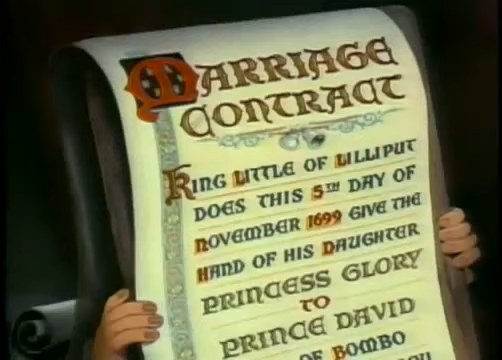 MARRIAGE
CONTRACT
KING LITTLE OF LILLIPUT
DOES THIS 5TH DAY OF
NOVEMBER 1699 GIVE THE
HAND OF HIS DAUGHTER
PRINCESS GLORY
TO
PRINCE DAVID
OF BOMBO